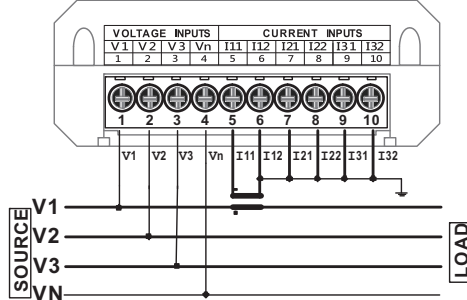 VOLTAGE INPUTS CURRENT INPUTS
V1 V2 V3 Vn I11 I12 I21 I22 I31 I32
1 2 3 4 5 6 7 8 9 10
1 2 3 4 5 6 7 8 9 10
V1 V2 V3 Vn I11 I12 I21 I22 I31 I32
SOURCE
V1
V2
V3
VN
LOAD